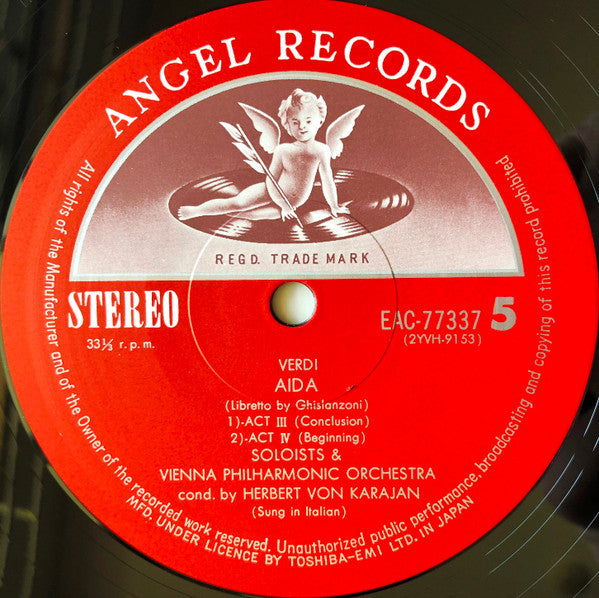 ANGEL RECORDS
REGD. TRADE MARK
STEREO
33⅓ r.p.m.
EAC-77337 5
(2YVH-9153)
VERDI
AIDA
(Libretto by Ghislanzoni)
1)-ACT III (Conclusion)
2)-ACT IV (Beginning)
SOLOISTS &
VIENNA PHILHARMONIC ORCHESTRA
cond. by HERBERT VON KARAJAN
(Sung in Italian)
All rights of the Manufacturer and of the Owner of the recorded work reserved. Unauthorized public performance, broadcasting and copying of this record prohibited
MFD. UNDER LICENCE BY TOSHIBA-EMI LTD. IN JAPAN